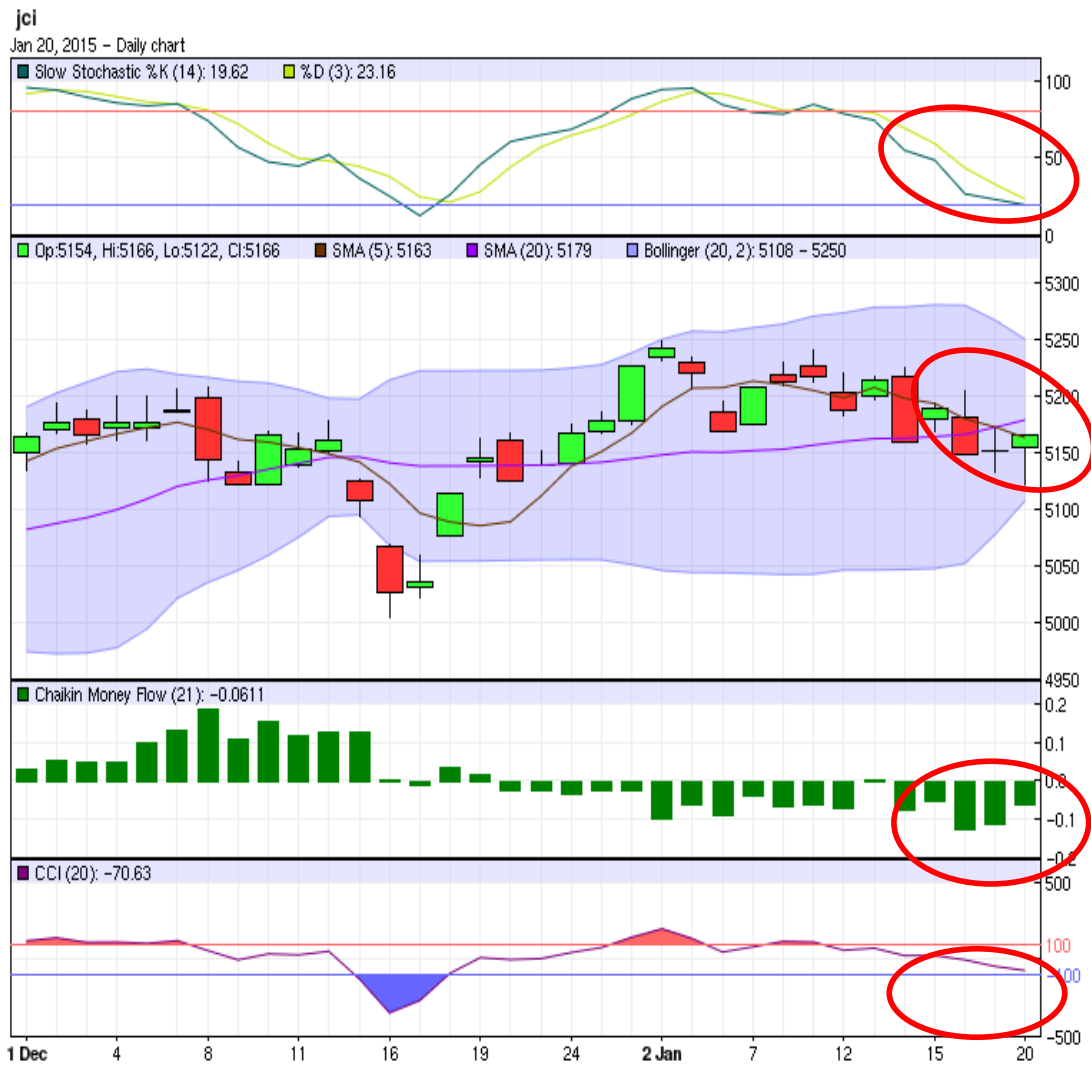 jci
Jan 20, 2015 – Daily chart
Slow Stochastic %K (14): 19.62 %D (3): 23.16
100
50
0
Op:5154, Hi:5166, Lo:5122, Cl:5166 SMA (5): 5163 SMA (20): 5179 Bollinger (20, 2): 5108 – 5250
5300
5250
5200
5150
5100
5050
5000
4950
Chaikin Money Flow (21): –0.0611
0.2
0.1
0.0
–0.1
–0.2
CCI (20): –70.63
500
100
–100
–500
1 Dec 4 8 11 16 19 24 2 Jan 7 12 15 20